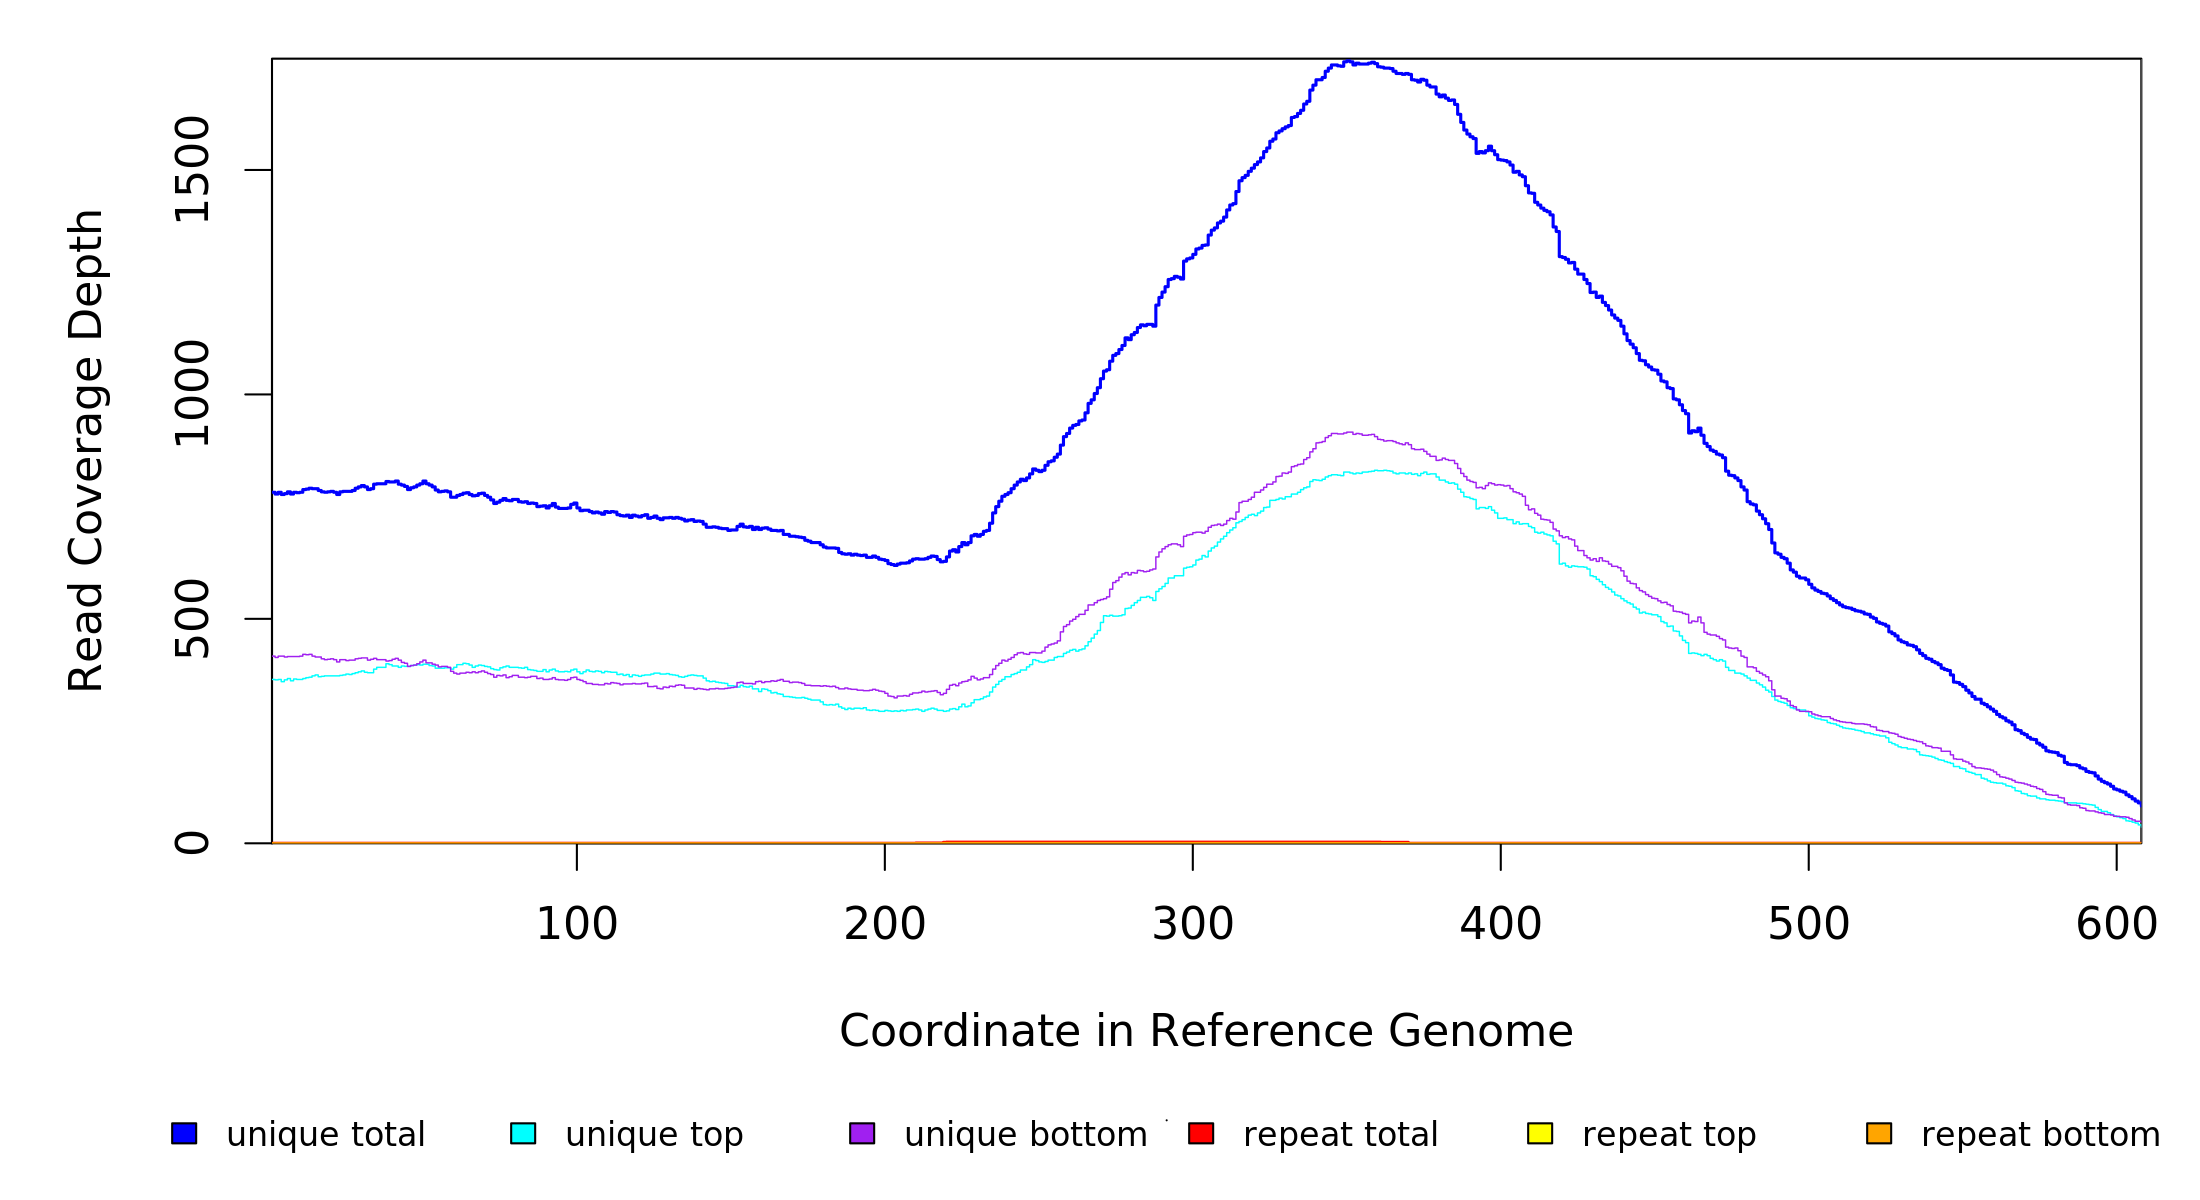 Read Coverage Depth
1500
1000
500
0
100 200 300 400 500 600
Coordinate in Reference Genome
unique total unique top unique bottom repeat total repeat top repeat bottom